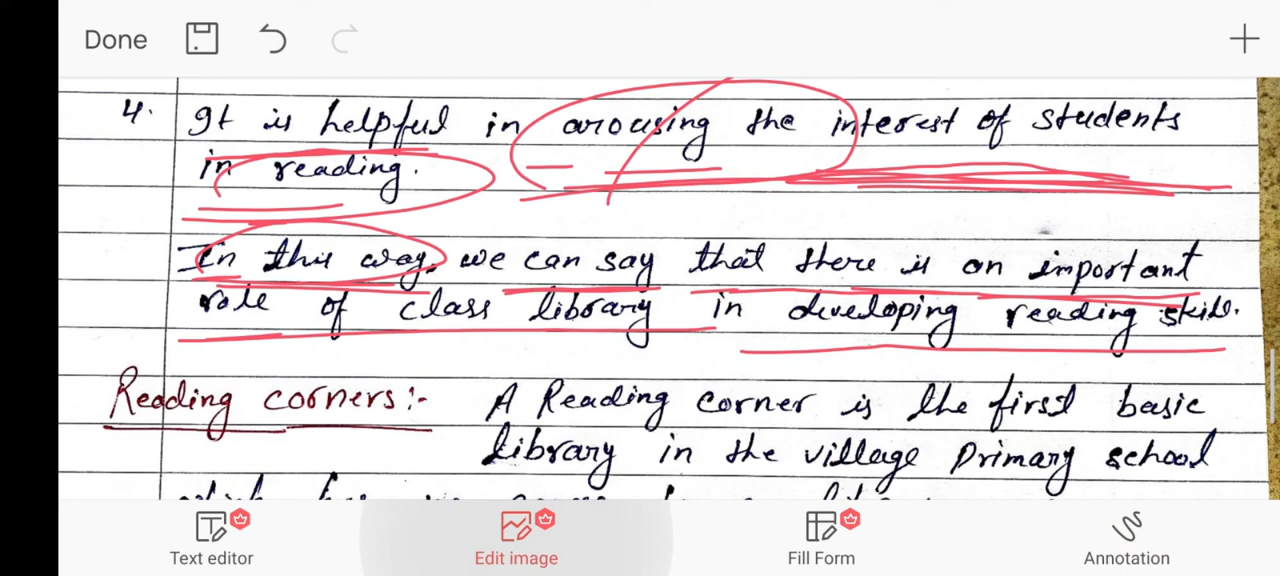 Done
4. It is helpful in arousing the interest of students
in reading.
In this way, we can say that there is an important
role of class library in developing reading skill.
Reading corners:- A Reading corner is the first basic
library in the village Primary school
Text editor
Edit image
Fill Form
Annotation